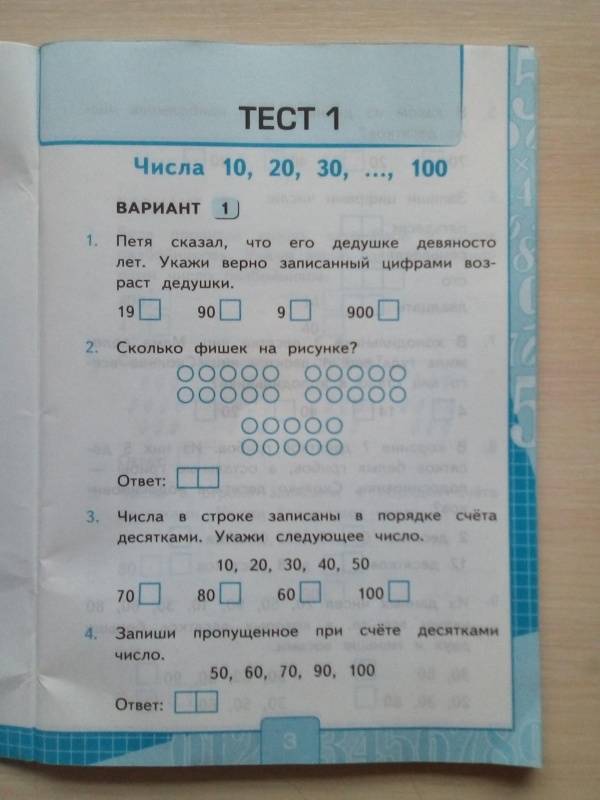 ТЕСТ 1
Числа 10, 20, 30, ..., 100
ВАРИАНТ 1
1. Петя сказал, что его дедушке девяносто
лет. Укажи верно записанный цифрами воз-
раст дедушки.
19 90 9 900
2. Сколько фишек на рисунке?
Ответ:
3. Числа в строке записаны в порядке счёта
десятками. Укажи следующее число.
10, 20, 30, 40, 50
70 80 60 100
4. Запиши пропущенное при счёте десятками
число.
50, 60, 70, 90, 100
Ответ:
3